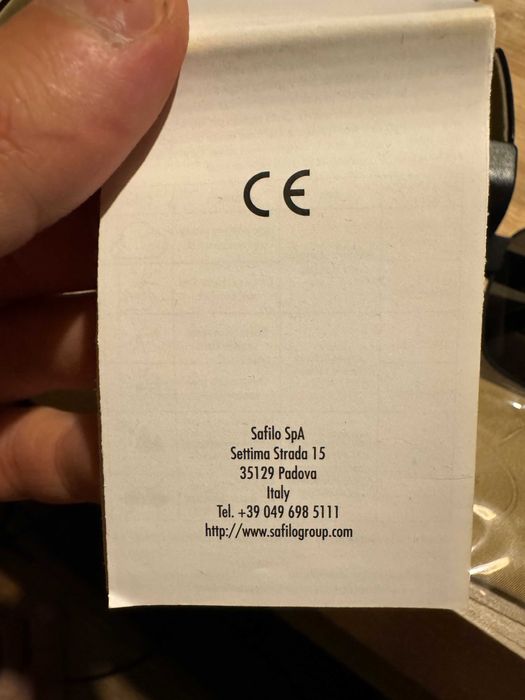 CE
Safilo SpA
Settima Strada 15
35129 Padova
Italy
Tel. +39 049 698 5111
http://www.safilogroup.com